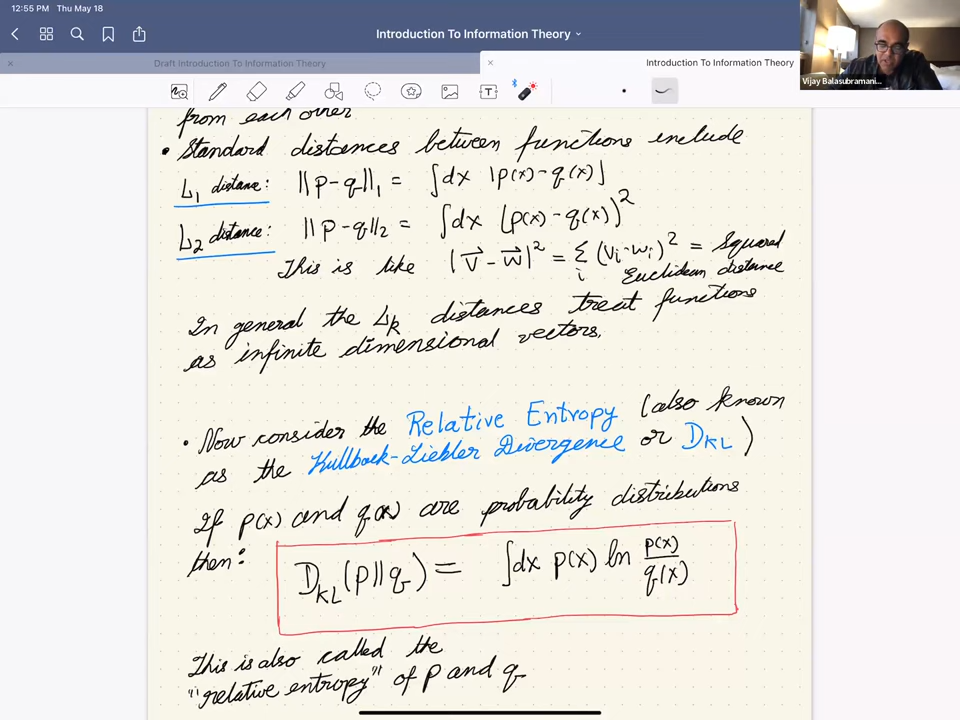 12:55 PM Thu May 18
Introduction To Information Theory
Draft Introduction To Information Theory
Introduction To Information Theory
Vijay Balasubramani...
from each other
• Standard distances between functions include
L₁ distance: ||p-q||₁ = ∫dx |p(x)-q(x)|
L₂ distance: ||p-q||₂ = ∫dx [p(x)-q(x)]²
This is like |v⃗-w⃗|² = Σᵢ (vᵢ-wᵢ)² = Squared
Euclidean distance
In general the Lₖ distances treat functions
as infinite dimensional vectors.
• Now consider the Relative Entropy (also known
as the Kullback-Liebler Divergence or D_KL)
If p(x) and q(x) are probability distributions
then:
D_KL(p||q) = ∫dx p(x) ln p(x)/q(x)
This is also called the
"relative entropy" of p and q